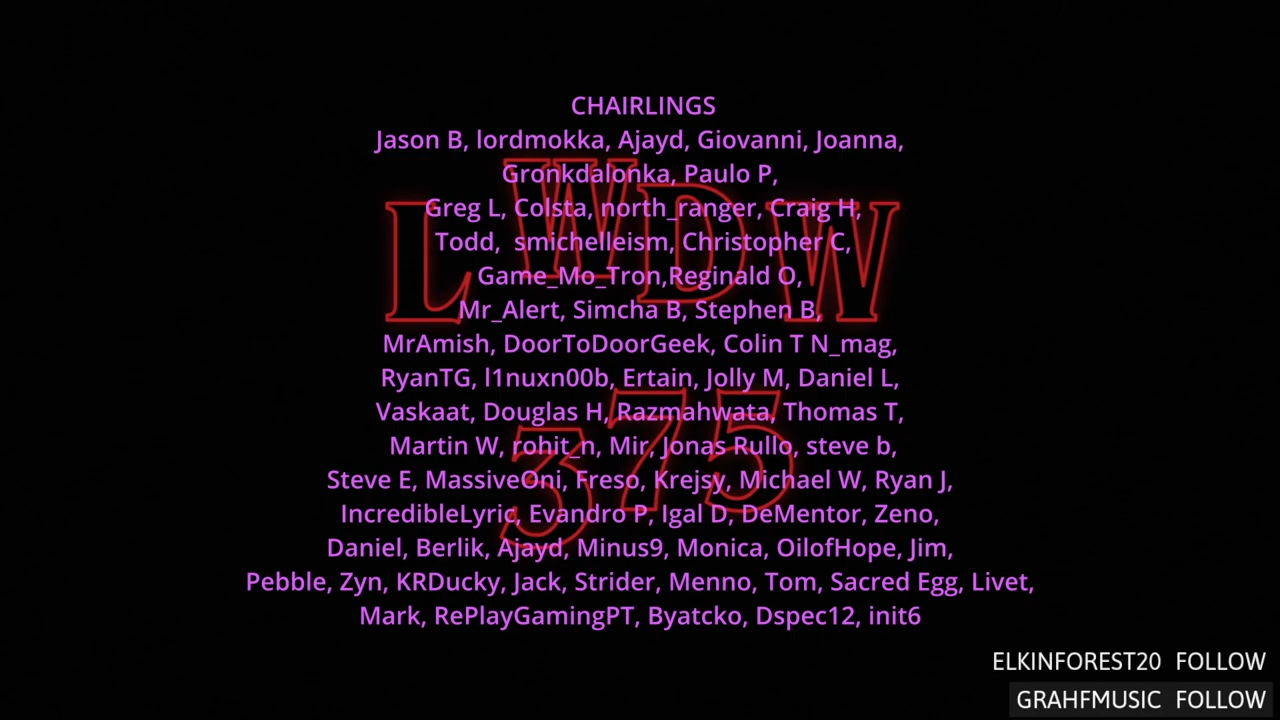 CHAIRLINGS
Jason B, lordmokka, Ajayd, Giovanni, Joanna,
Gronkdalonka, Paulo P,
Greg L, Colsta, north_ranger, Craig H,
Todd,  smichelleism, Christopher C,
Game_Mo_Tron,Reginald O,
Mr_Alert, Simcha B, Stephen B,
MrAmish, DoorToDoorGeek, Colin T N_mag,
RyanTG, l1nuxn00b, Ertain, Jolly M, Daniel L,
Vaskaat, Douglas H, Razmahwata, Thomas T,
Martin W, rohit_n, Mir, Jonas Rullo, steve b,
Steve E, MassiveOni, Freso, Krejsy, Michael W, Ryan J,
IncredibleLyric, Evandro P, Igal D, DeMentor, Zeno,
Daniel, Berlik, Ajayd, Minus9, Monica, OilofHope, Jim,
Pebble, Zyn, KRDucky, Jack, Strider, Menno, Tom, Sacred Egg, Livet,
Mark, RePlayGamingPT, Byatcko, Dspec12, init6
LWDW
375
ELKINFOREST20 FOLLOW
GRAHFMUSIC FOLLOW